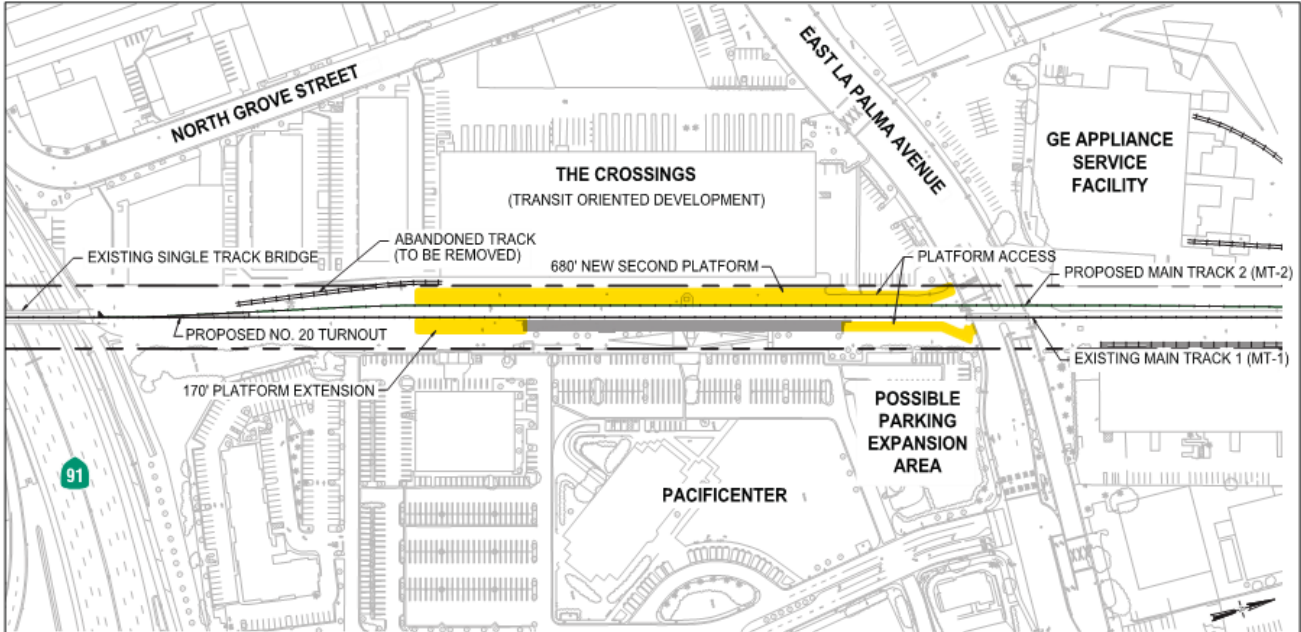 NORTH GROVE STREET
EAST LA PALMA AVENUE
GE APPLIANCE
SERVICE
FACILITY
THE CROSSINGS
(TRANSIT ORIENTED DEVELOPMENT)
EXISTING SINGLE TRACK BRIDGE
ABANDONED TRACK
(TO BE REMOVED)
680' NEW SECOND PLATFORM
PLATFORM ACCESS
PROPOSED MAIN TRACK 2 (MT-2)
PROPOSED NO. 20 TURNOUT
EXISTING MAIN TRACK 1 (MT-1)
170' PLATFORM EXTENSION
POSSIBLE
PARKING
EXPANSION
AREA
91
PACIFICENTER